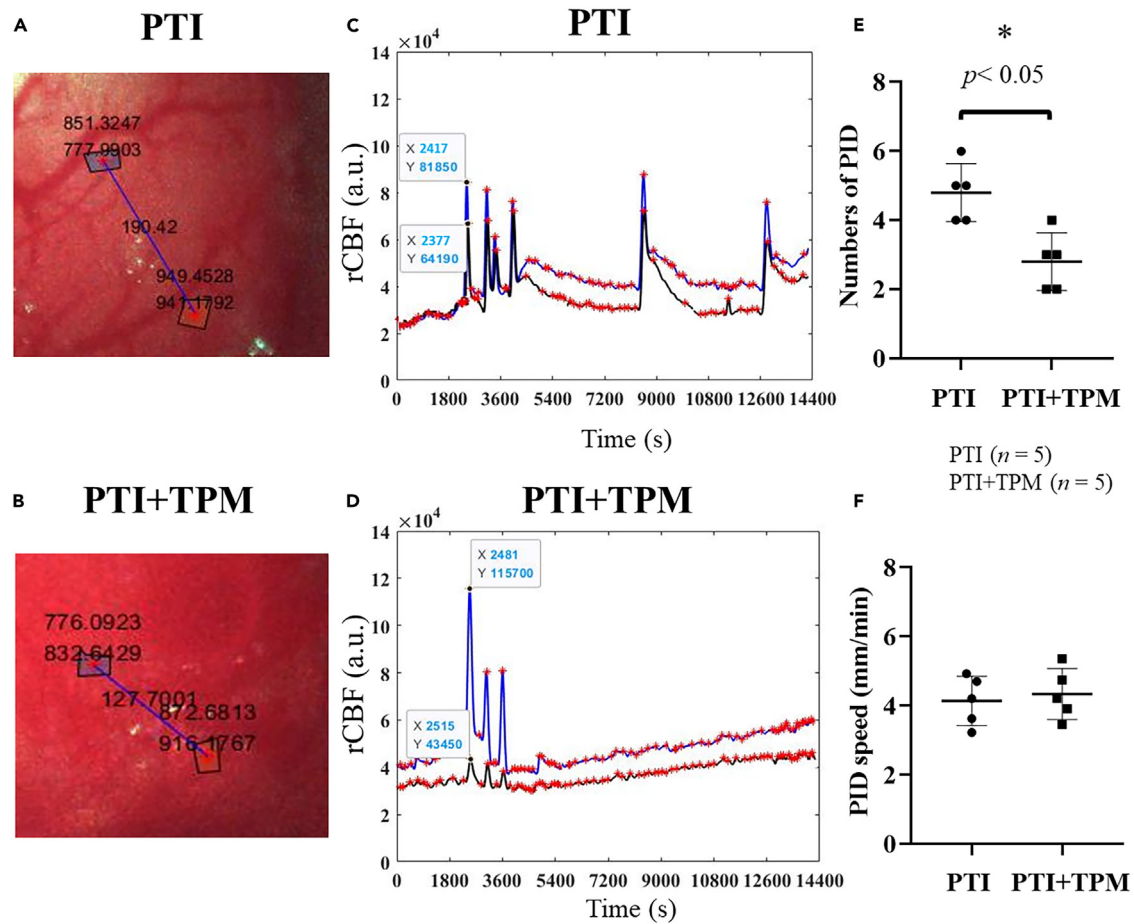 A
PTI
851.3247
777.9903
190.42
949.4528
941.1792
B
PTI+TPM
776.0923
832.6429
127.7001
872.6813
916.1767
C
PTI
×10⁴
14
12
10
8
6
4
2
0
rCBF (a.u.)
X 2417
Y 81850
X 2377
Y 64190
0 1800 3600 5400 7200 9000 10800 12600 14400
Time (s)
D
PTI+TPM
×10⁴
14
12
10
8
6
4
2
0
rCBF (a.u.)
X 2481
Y 115700
X 2515
Y 43450
0 1800 3600 5400 7200 9000 10800 12600 14400
Time (s)
E
*
p< 0.05
8
6
4
2
0
Numbers of PID
PTI PTI+TPM
PTI (n = 5)
PTI+TPM (n = 5)
F
8
6
4
2
0
PID speed (mm/min)
PTI PTI+TPM